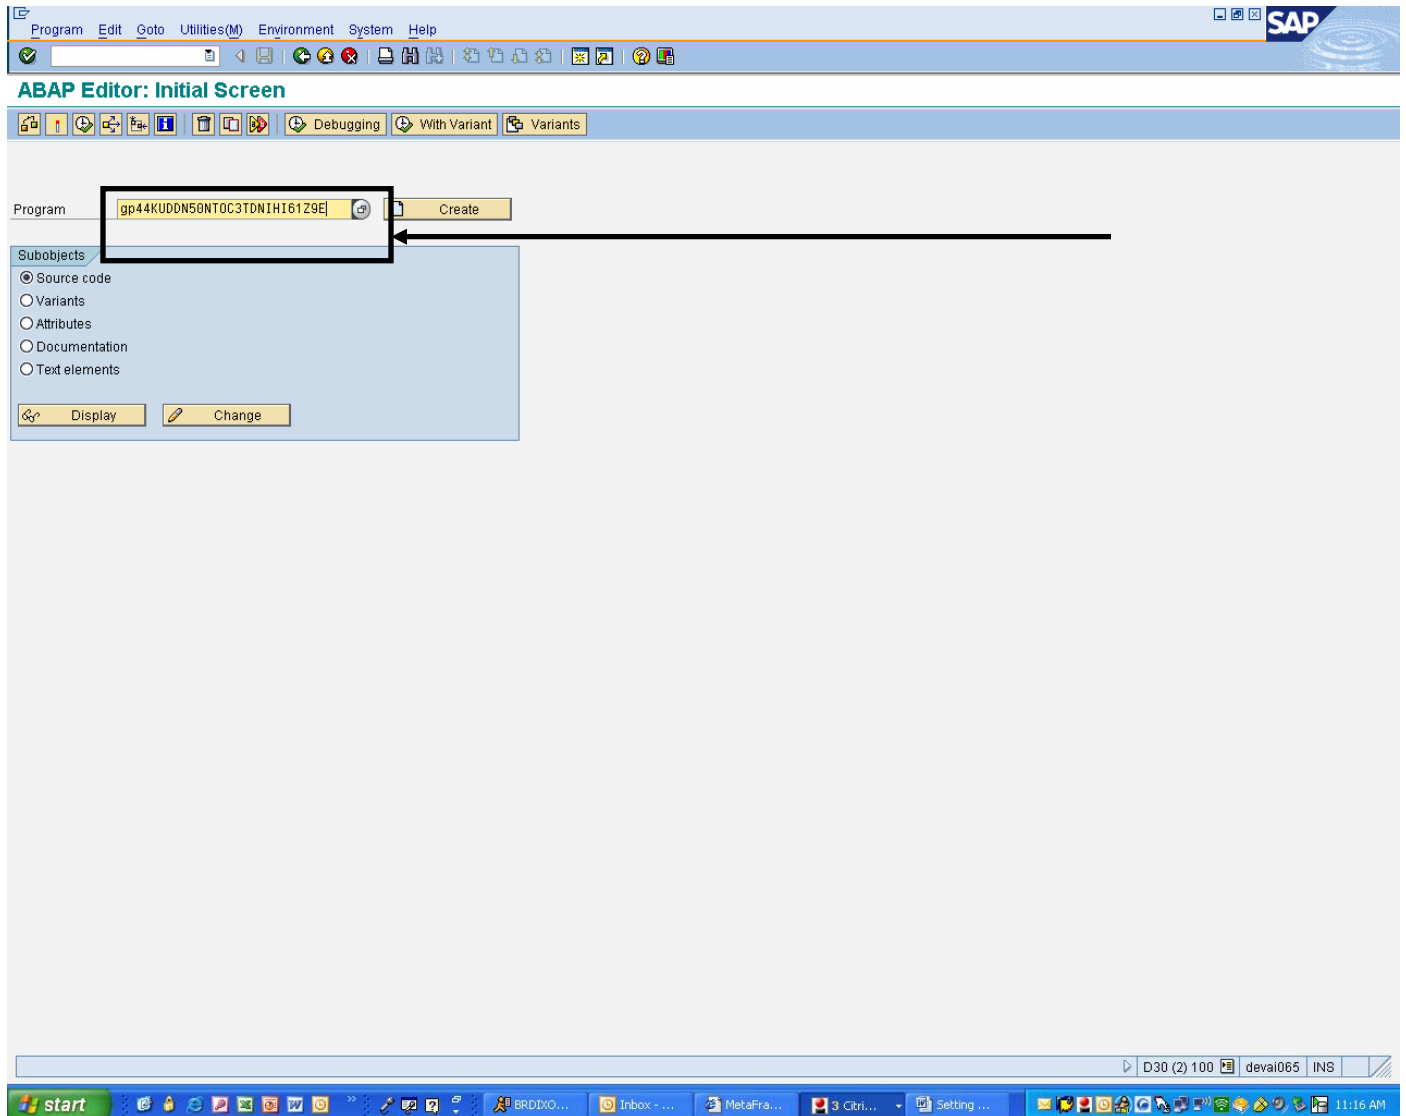 Program Edit Goto Utilities(M) Environment System Help
SAP
ABAP Editor: Initial Screen
Debugging With Variant Variants
Program gp44KUDDN50NTOC3TDNIHI61Z9E Create
Subobjects
Source code
Variants
Attributes
Documentation
Text elements
Display Change
D30 (2) 100 devai065 INS
start BRDIXO... Inbox - ... MetaFra... 3 Citri... Setting ... 11:16 AM